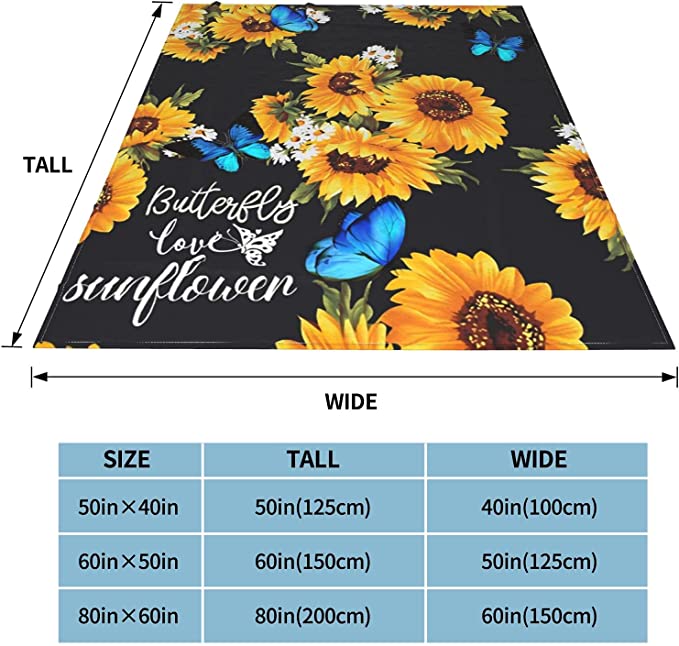 TALL
Butterfly
love
sunflower
WIDE
SIZE TALL WIDE
50in×40in 50in(125cm) 40in(100cm)
60in×50in 60in(150cm) 50in(125cm)
80in×60in 80in(200cm) 60in(150cm)